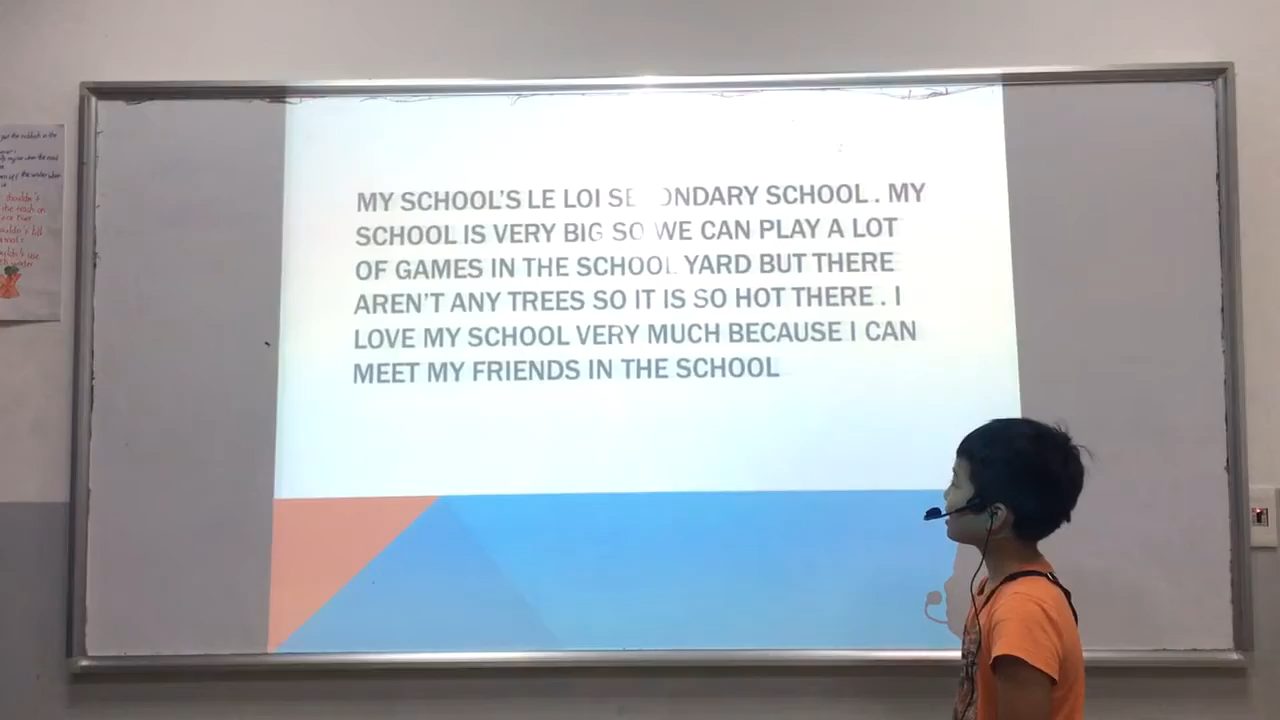 MY SCHOOL'S LE LOI SECONDARY SCHOOL . MY
SCHOOL IS VERY BIG SO WE CAN PLAY A LOT
OF GAMES IN THE SCHOOL YARD BUT THERE
AREN'T ANY TREES SO IT IS SO HOT THERE . I
LOVE MY SCHOOL VERY MUCH BECAUSE I CAN
MEET MY FRIENDS IN THE SCHOOL